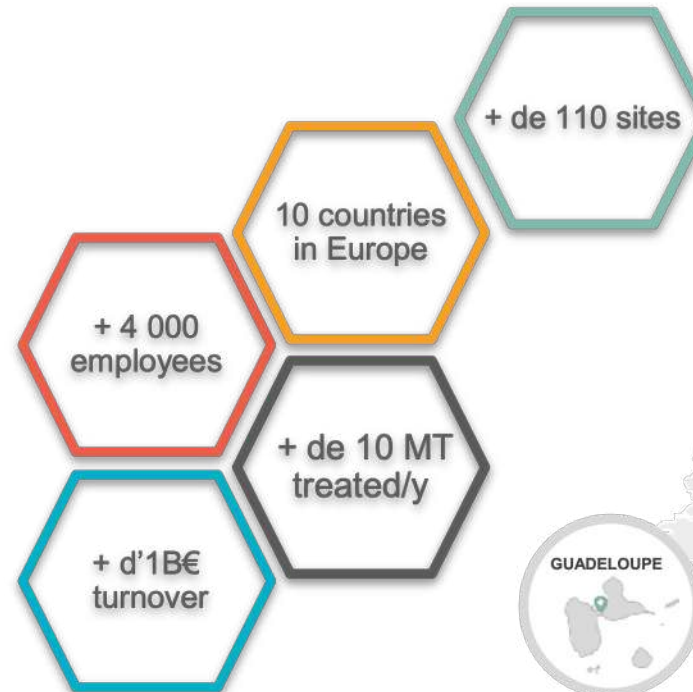 + de 110 sites
10 countries
in Europe
+ 4 000
employees
+ de 10 MT
treated/y
+ d'1B€
turnover
GUADELOUPE